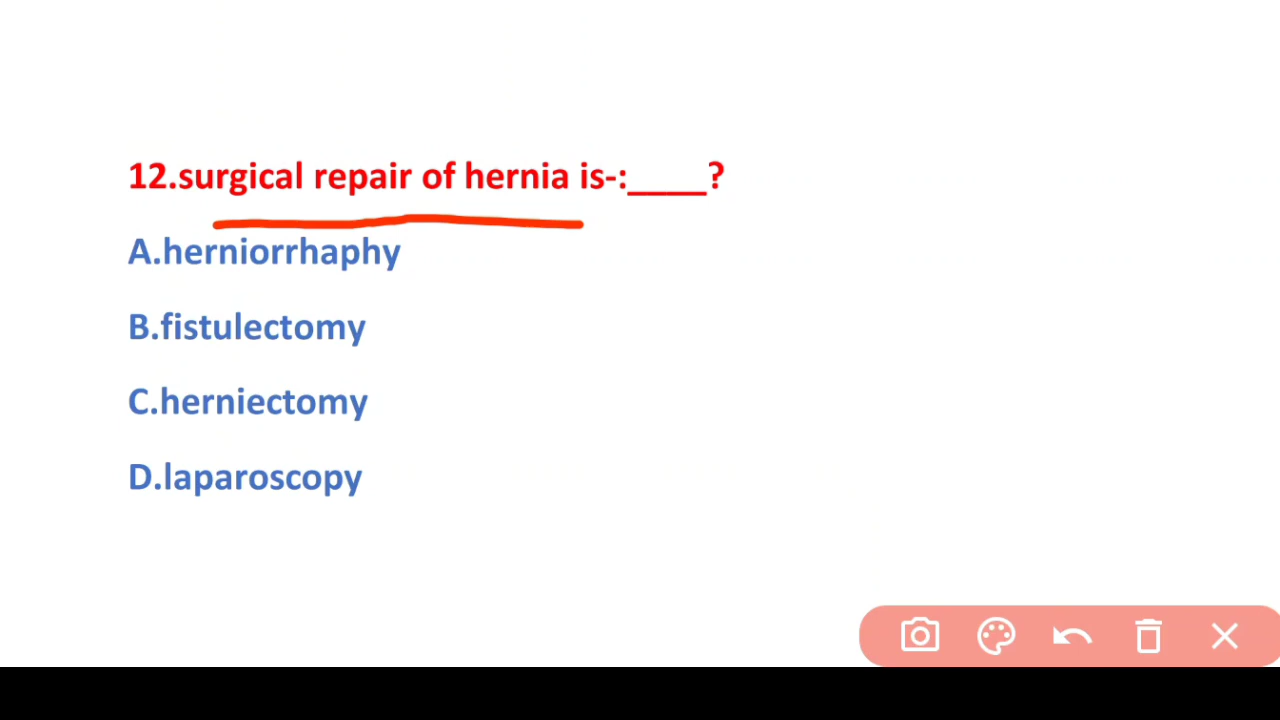 12.surgical repair of hernia is-:____?
A.herniorrhaphy
B.fistulectomy
C.herniectomy
D.laparoscopy